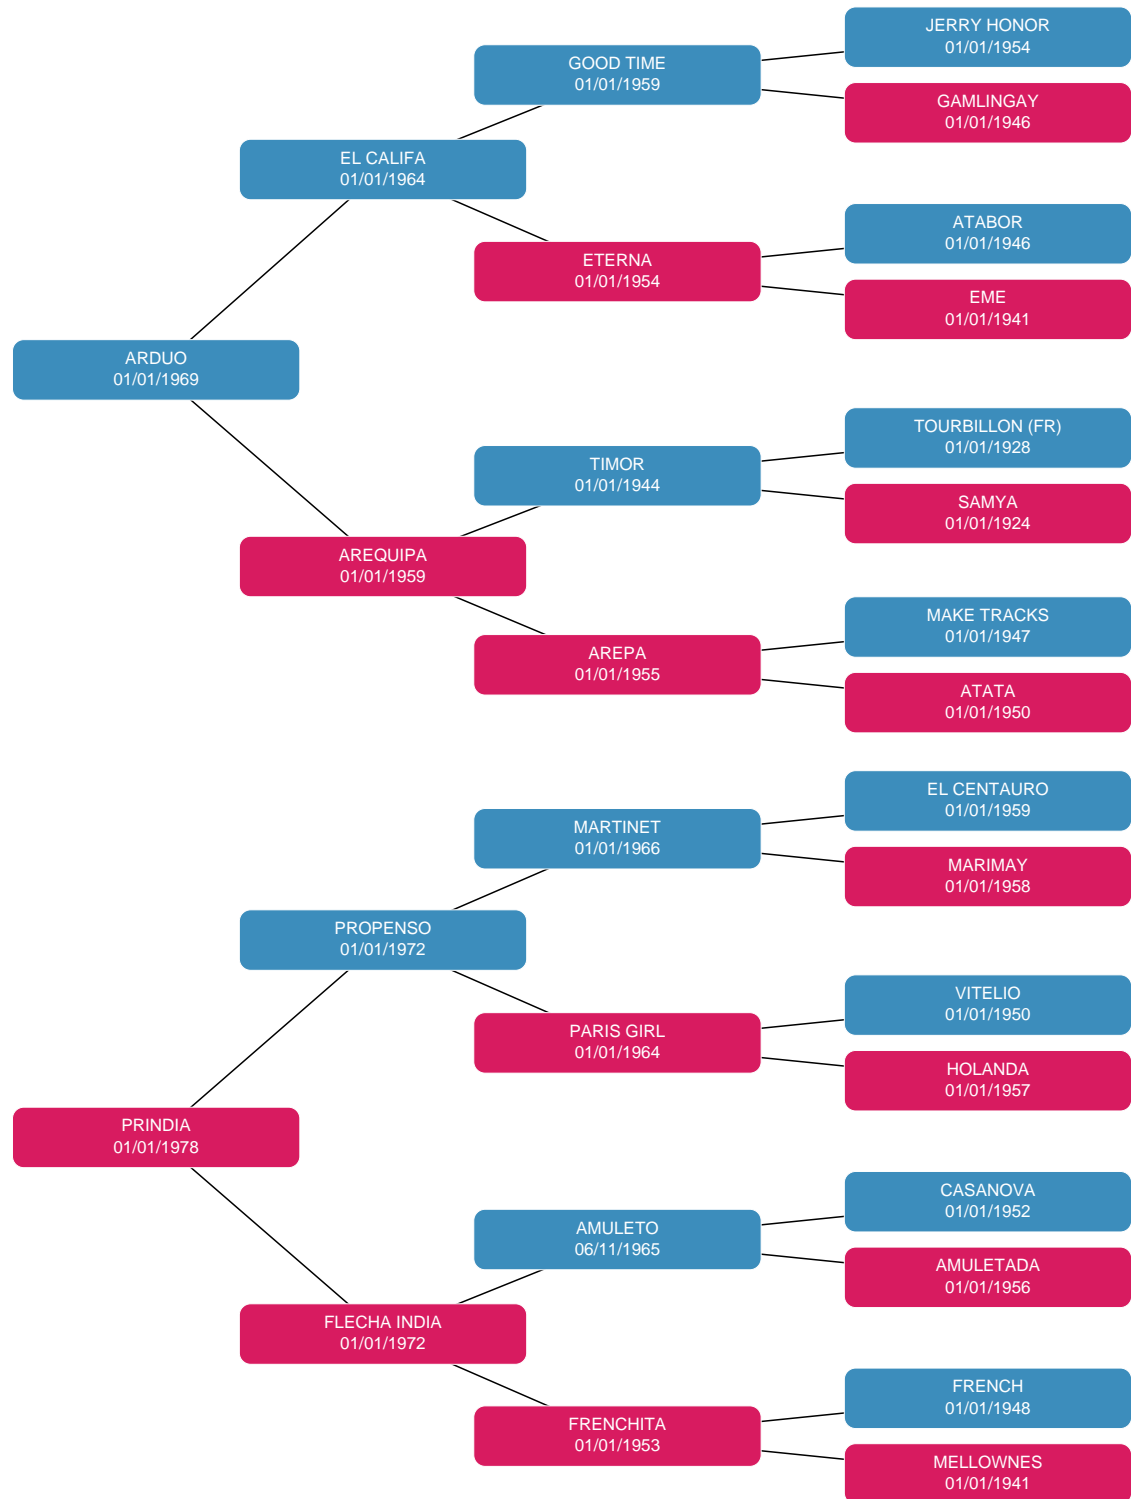 JERRY HONOR
01/01/1954
GOOD TIME
01/01/1959
GAMLINGAY
01/01/1946
EL CALIFA
01/01/1964
ATABOR
01/01/1946
ETERNA
01/01/1954
EME
01/01/1941
ARDUO
01/01/1969
TOURBILLON (FR)
01/01/1928
TIMOR
01/01/1944
SAMYA
01/01/1924
AREQUIPA
01/01/1959
MAKE TRACKS
01/01/1947
AREPA
01/01/1955
ATATA
01/01/1950
EL CENTAURO
01/01/1959
MARTINET
01/01/1966
MARIMAY
01/01/1958
PROPENSO
01/01/1972
VITELIO
01/01/1950
PARIS GIRL
01/01/1964
HOLANDA
01/01/1957
PRINDIA
01/01/1978
CASANOVA
01/01/1952
AMULETO
06/11/1965
AMULETADA
01/01/1956
FLECHA INDIA
01/01/1972
FRENCH
01/01/1948
FRENCHITA
01/01/1953
MELLOWNES
01/01/1941